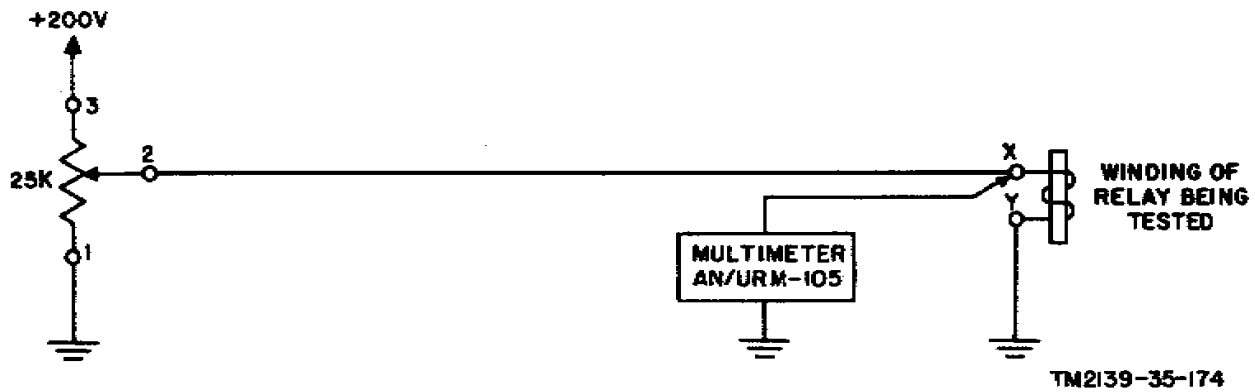 +200V
3
25K
2
1
X
Y
WINDING OF
RELAY BEING
TESTED
MULTIMETER
AN/URM-105
TM2139-35-174